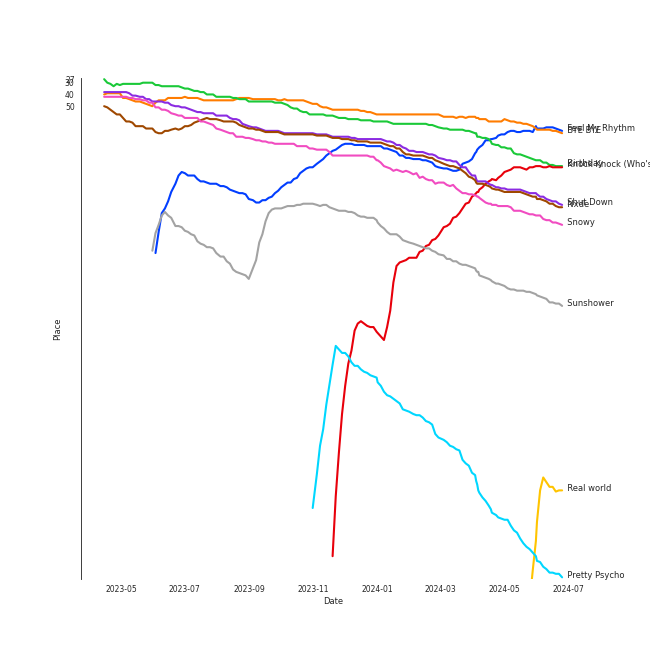 27
30
40
50
Feel My Rhythm
BYE BYE
Birthday
Knock Knock (Who's
Shut Down
Snowy
Sunshower
Real world
Pretty Psycho
Place
2023-05
2023-07
2023-09
2023-11
2024-01
2024-03
2024-05
2024-07
Date